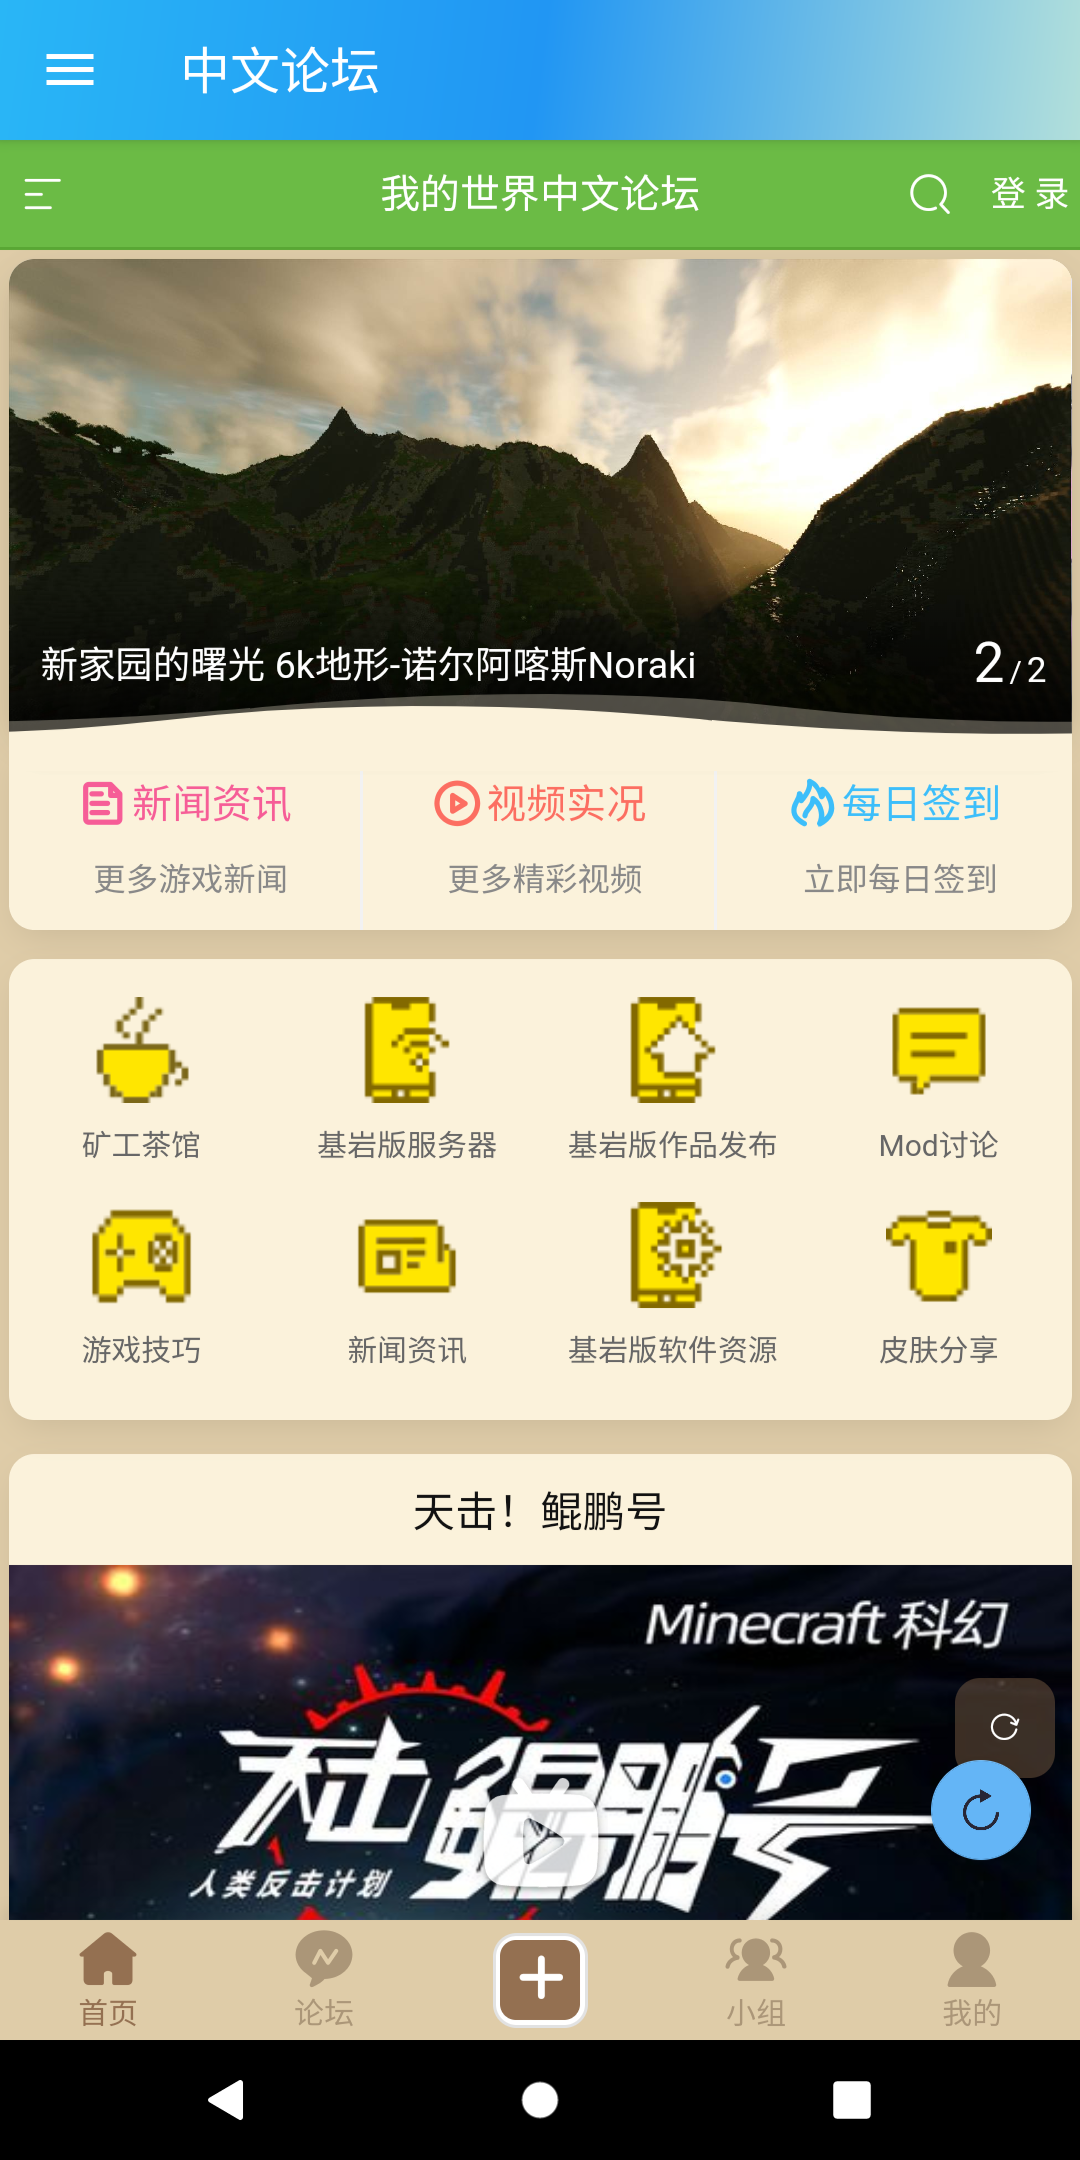 中文论坛
我的世界中文论坛
登 录
新家园的曙光 6k地形-诺尔阿喀斯Noraki
2/2
新闻资讯
视频实况
每日签到
更多游戏新闻
更多精彩视频
立即每日签到
矿工茶馆
基岩版服务器
基岩版作品发布
Mod讨论
游戏技巧
新闻资讯
基岩版软件资源
皮肤分享
天击！鲲鹏号
Minecraft 科幻
天击 鲲鹏号
人类反击计划
首页
论坛
小组
我的